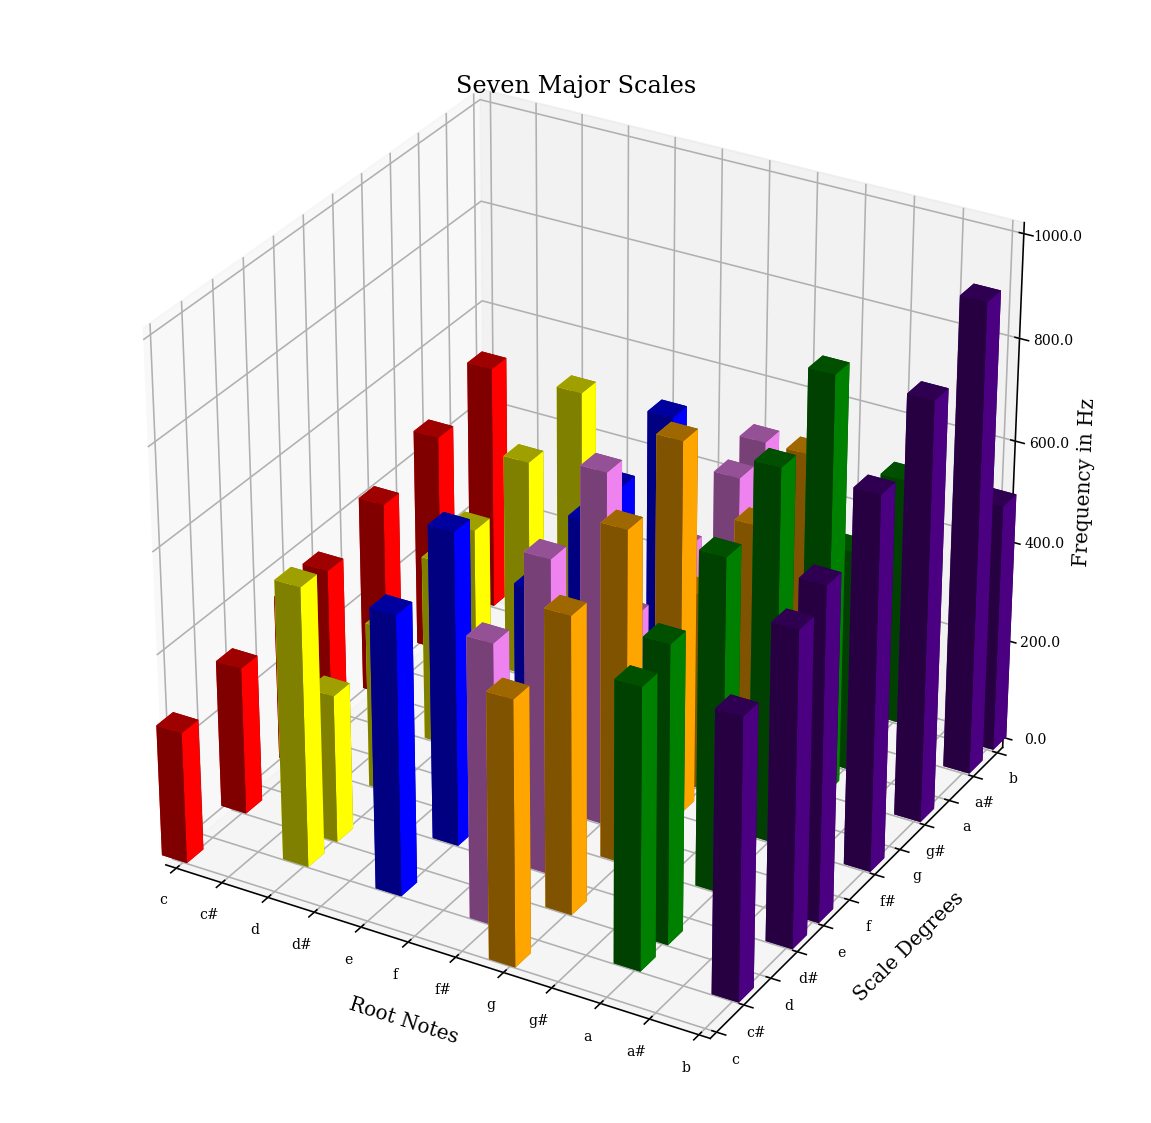 Seven Major Scales
1000.0
800.0
600.0
400.0
200.0
0.0
Frequency in Hz
c
c#
d
d#
e
f
f#
g
g#
a
a#
b
Root Notes
c
c#
d
d#
e
f
f#
g
g#
a
a#
b
Scale Degrees